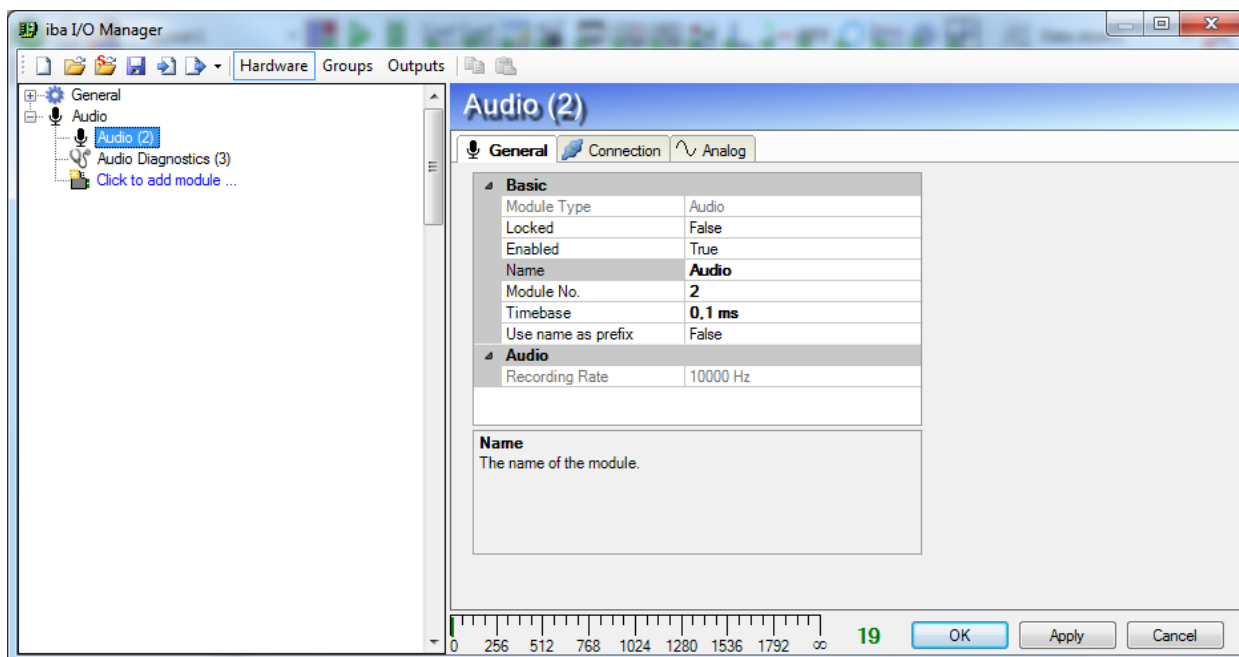 iba I/O Manager
Hardware Groups Outputs
General
Audio
Audio (2)
Audio Diagnostics (3)
Click to add module ...
Audio (2)
General Connection Analog
Basic
Module Type Audio
Locked False
Enabled True
Name Audio
Module No. 2
Timebase 0,1 ms
Use name as prefix False
Audio
Recording Rate 10000 Hz
Name
The name of the module.
0 256 512 768 1024 1280 1536 1792 ∞
19 OK Apply Cancel